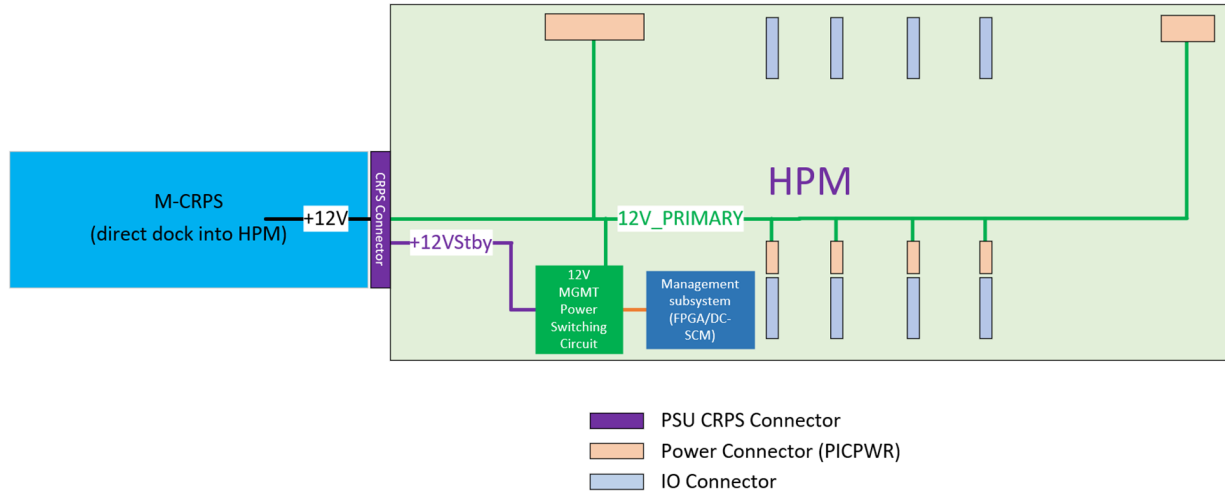 M-CRPS
(direct dock into HPM)
+12V
CRPS Connector
+12VStby
12V_PRIMARY
HPM
12V
MGMT
Power
Switching
Circuit
Management
subsystem
(FPGA/DC-
SCM)
PSU CRPS Connector
Power Connector (PICPWR)
IO Connector